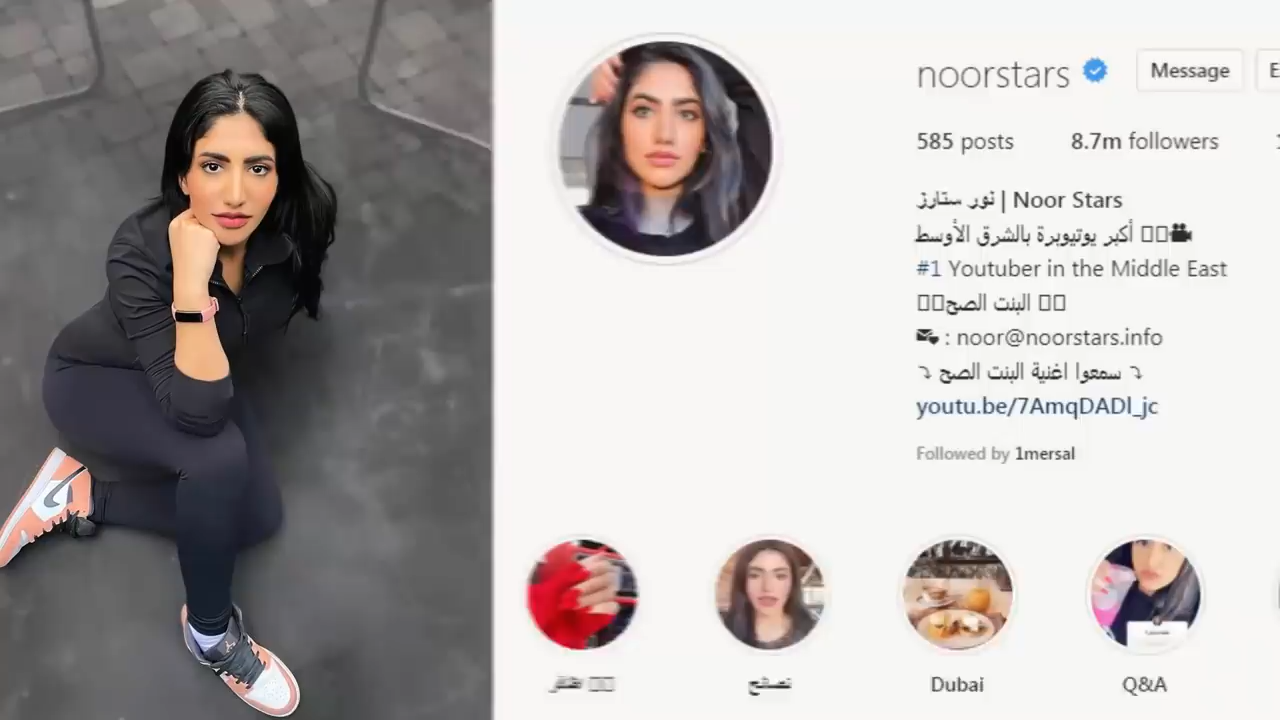 noorstars
Message
585 posts 8.7m followers
نور ستارز | Noor Stars
أكبر يوتيوبرة بالشرق الأوسط
#1 Youtuber in the Middle East
البنت الصح
: noor@noorstars.info
سمعوا اغنية البنت الصح
youtu.be/7AmqDADl_jc
Followed by 1mersal
Dubai
Q&A